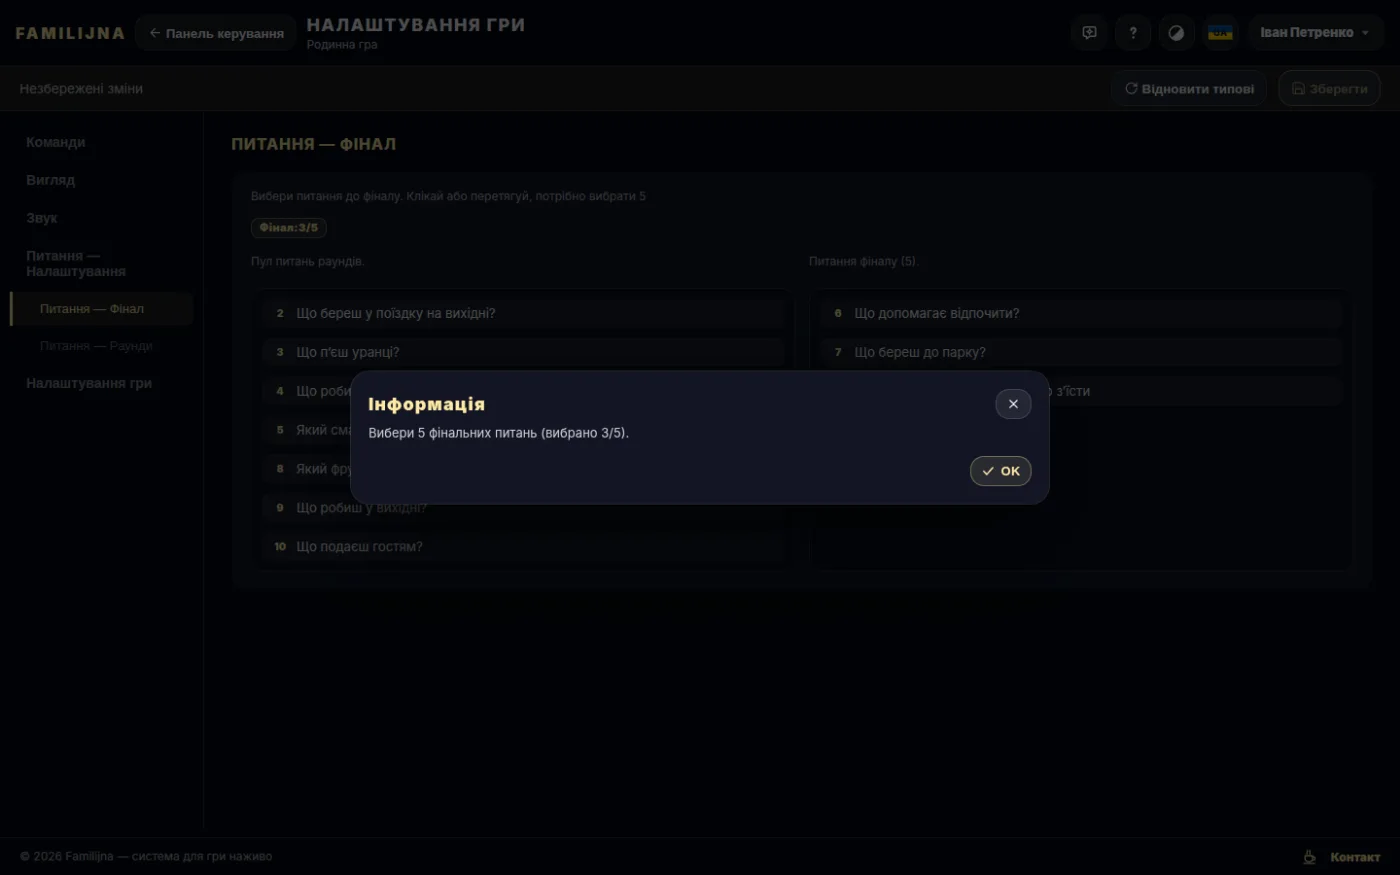 FAMILIJNA
← Панель керування
НАЛАШТУВАННЯ ГРИ
Родинна гра
?
UA
Іван Петренко
Незбережені зміни
Відновити типові
Зберегти
Команди
Вигляд
Звук
Питання —
Налаштування
Питання — Фінал
Питання — Раунди
Налаштування гри
ПИТАННЯ — ФІНАЛ
Вибери питання до фіналу. Клікай або перетягуй, потрібно вибрати 5
Фінал: 3/5
Пул питань раундів.
2 Що береш у поїздку на вихідні?
3 Що п'єш уранці?
4 Що роби
5 Який сма
8 Який фру
9 Що робиш у вихідні?
10 Що подаєш гостям?
Питання фіналу (5).
6 Що допомагає відпочити?
7 Що береш до парку?
з'їсти
Інформація
Вибери 5 фінальних питань (вибрано 3/5).
OK
© 2026 Familijna — система для гри наживо
Контакт